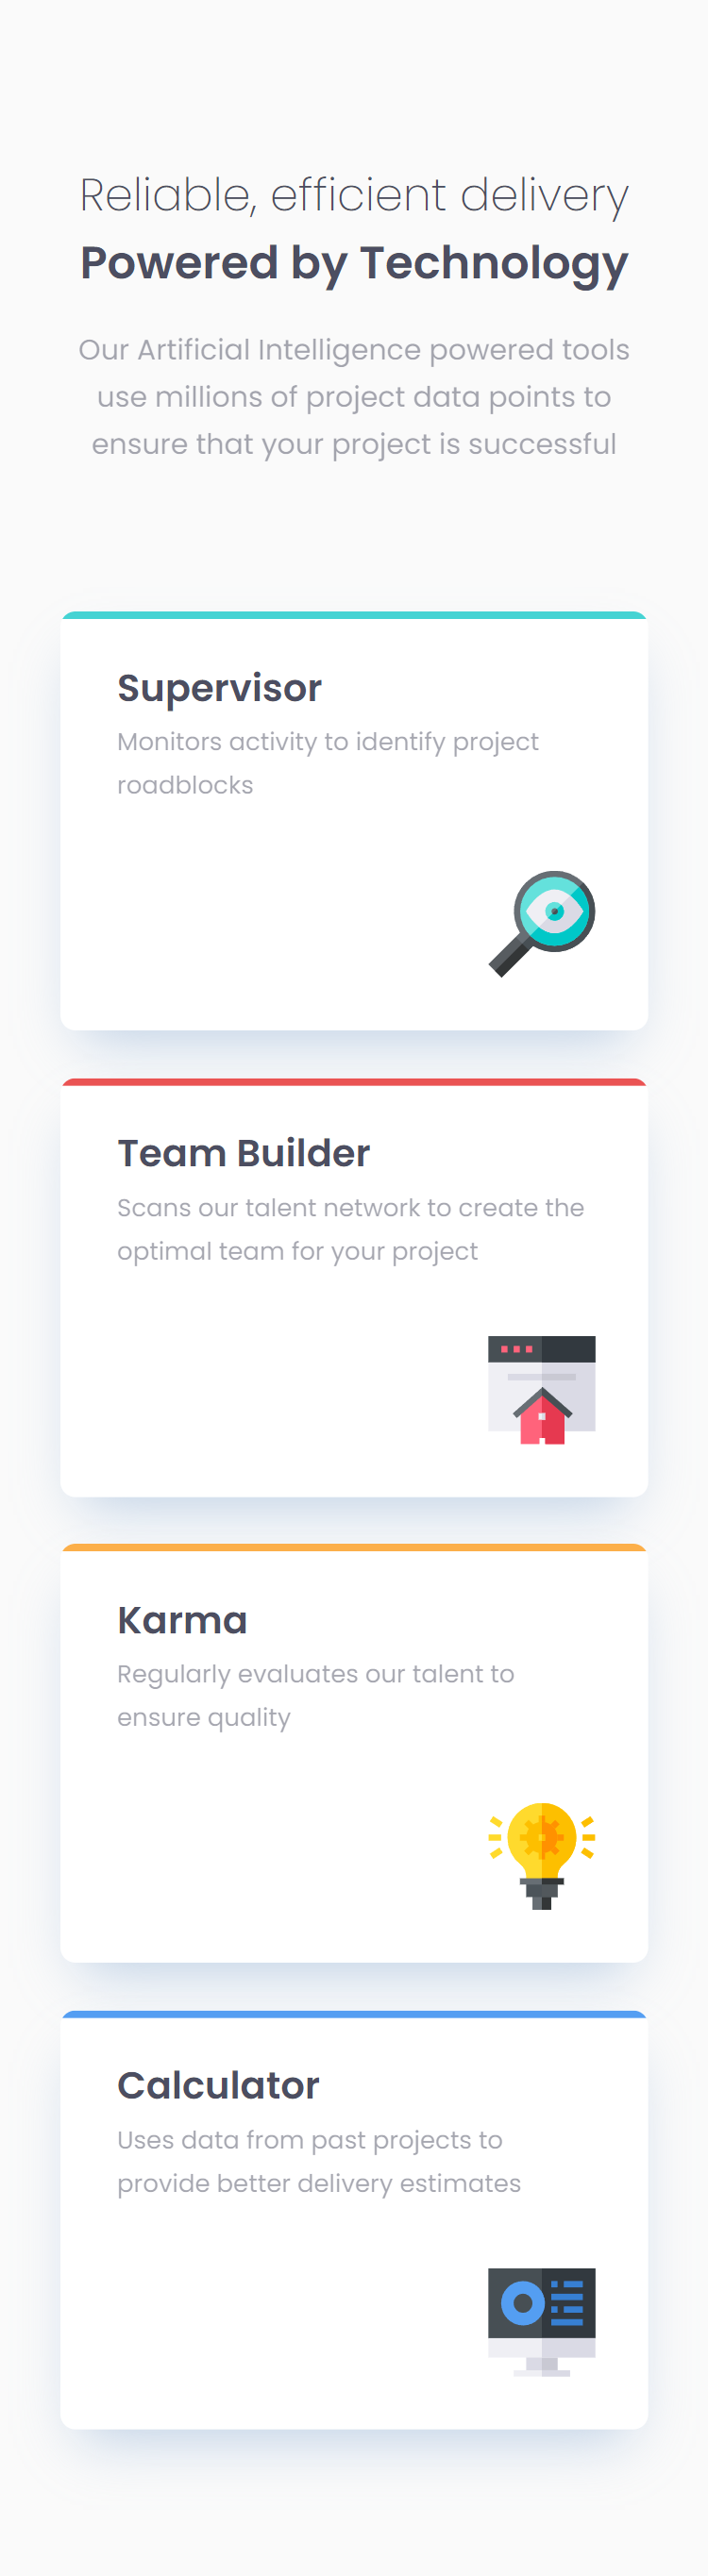 Reliable, efficient delivery
Powered by Technology
Our Artificial Intelligence powered tools
use millions of project data points to
ensure that your project is successful
Supervisor
Monitors activity to identify project
roadblocks
Team Builder
Scans our talent network to create the
optimal team for your project
Karma
Regularly evaluates our talent to
ensure quality
Calculator
Uses data from past projects to
provide better delivery estimates